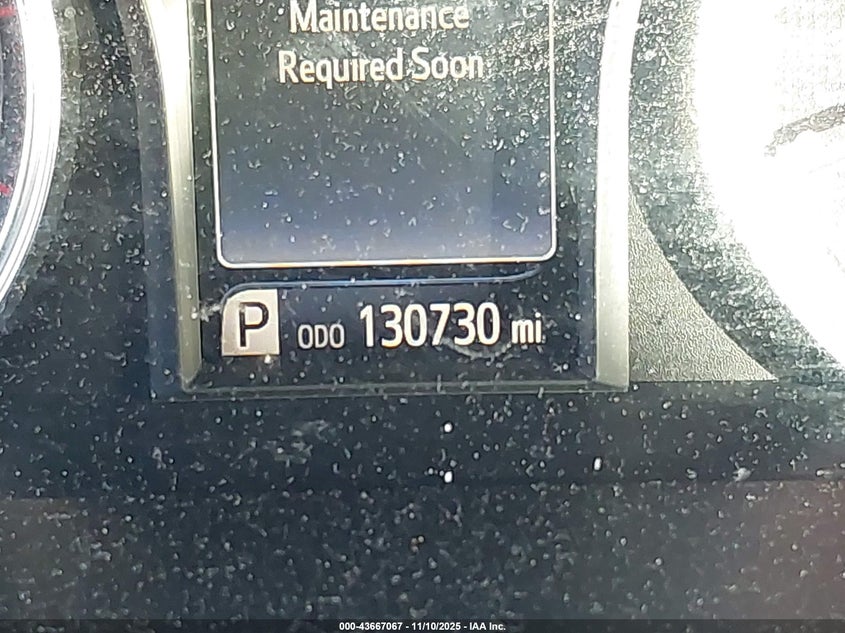 Maintenance
Required Soon
P ODO 130730 mi
000-43667067 - 11/10/2025 - IAA Inc.